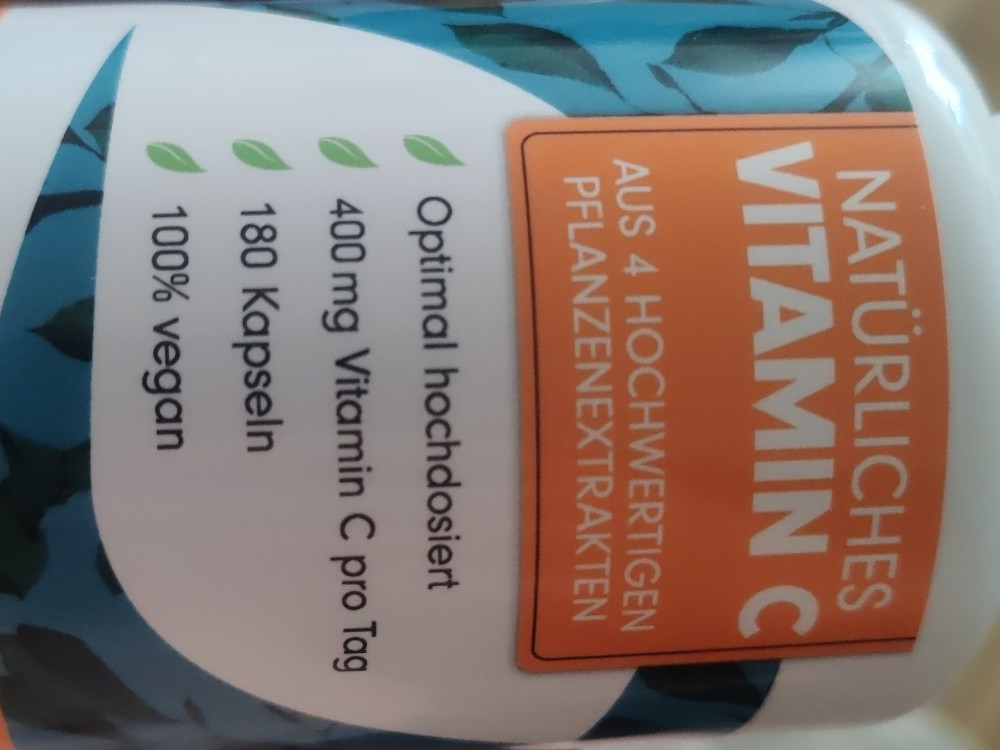 NATÜRLICHES
VITAMIN C
AUS 4 HOCHWERTIGEN
PFLANZENEXTRAKTEN
Optimal hochdosiert
400 mg Vitamin C pro Tag
180 Kapseln
100% vegan